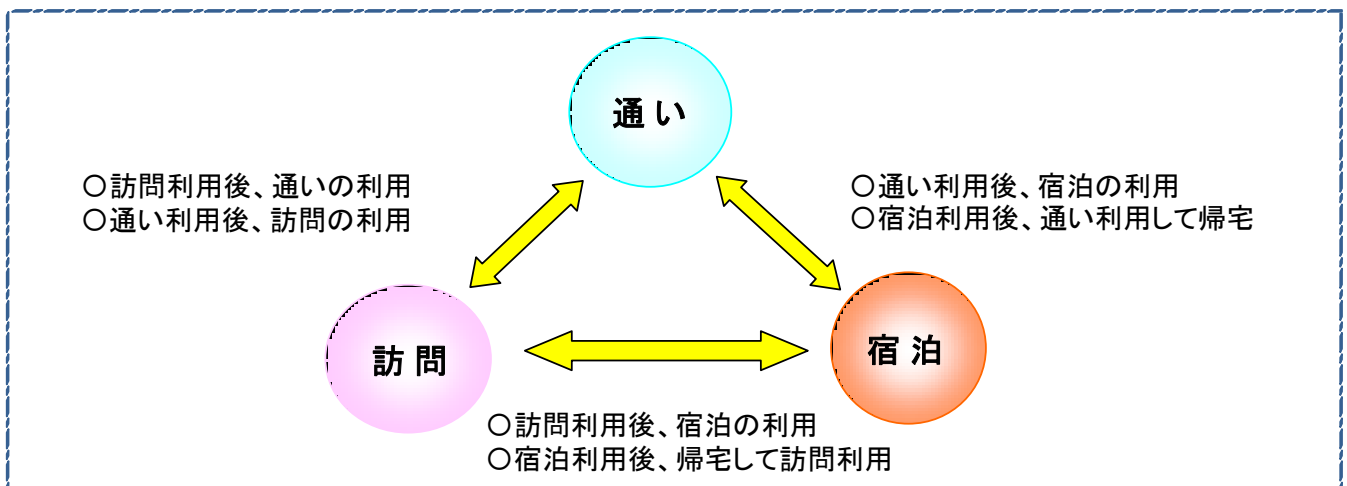 通い
○訪問利用後、通いの利用
○通い利用後、訪問の利用
○通い利用後、宿泊の利用
○宿泊利用後、通い利用して帰宅
訪問
宿泊
○訪問利用後、宿泊の利用
○宿泊利用後、帰宅して訪問利用